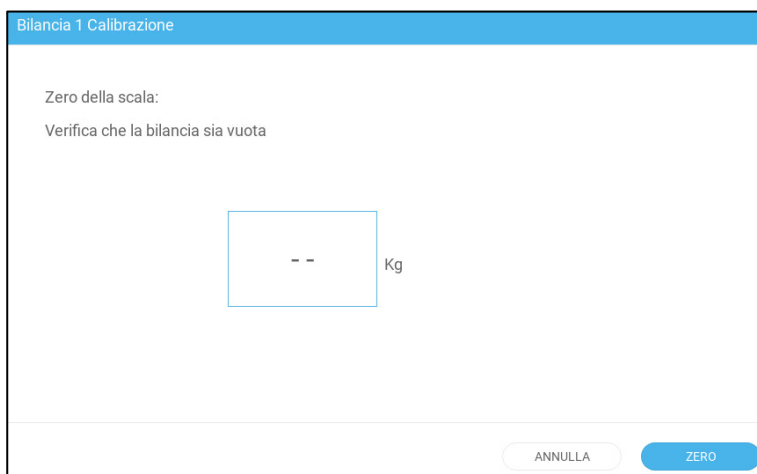 Bilancia 1 Calibrazione
Zero della scala:
Verifica che la bilancia sia vuota
- -
Kg
ANNULLA
ZERO